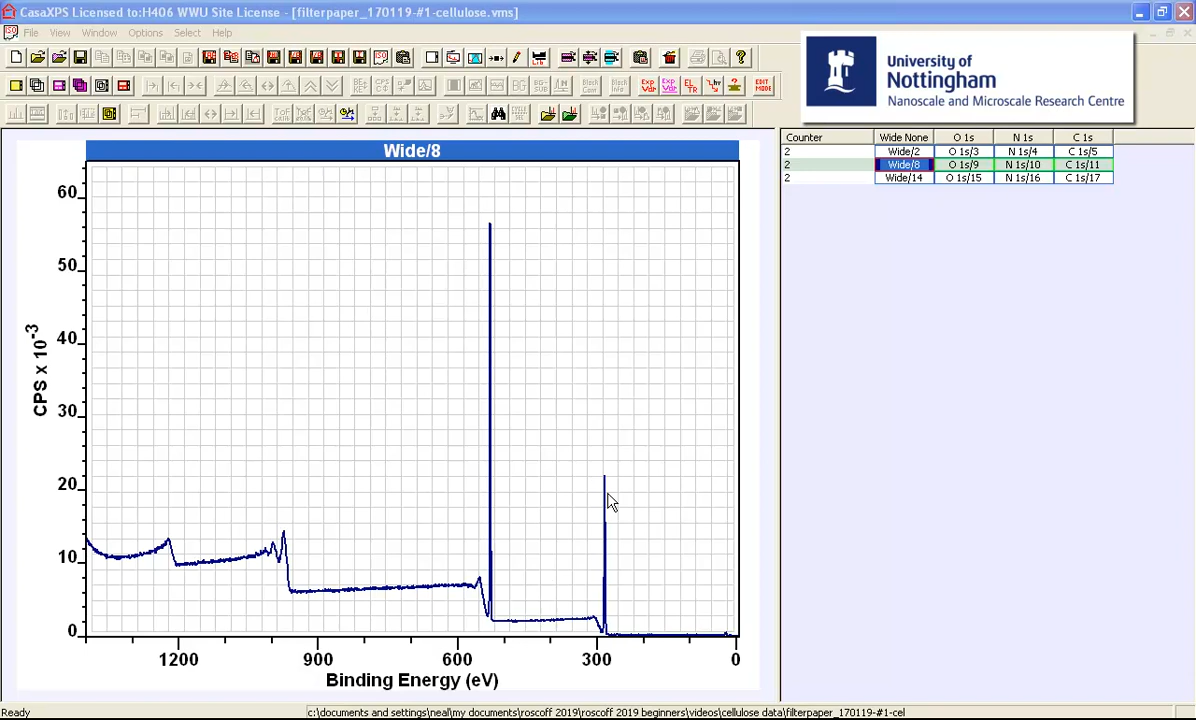 CasaXPS Licensed to:H406 WWU Site License - [filterpaper_170119-#1-cellulose.vms]
File View Window Options Select Help
University of
Nottingham
Nanoscale and Microscale Research Centre
Counter Wide None O 1s N 1s C 1s
2 Wide/2 O 1s/3 N 1s/4 C 1s/5
2 Wide/8 O 1s/9 N 1s/10 C 1s/11
2 Wide/14 O 1s/15 N 1s/16 C 1s/17
Wide/8
CPS x 10-3
60
50
40
30
20
10
0
1200 900 600 300 0
Binding Energy (eV)
Ready c:\documents and settings\neal\my documents\roscoff 2019\roscoff 2019 beginners\videos\cellulose data\filterpaper_170119-#1-cel